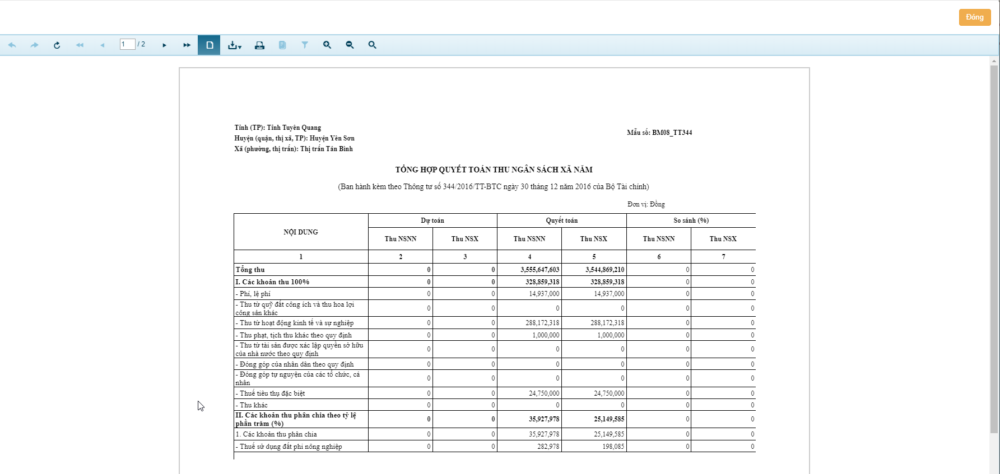 Đóng
1 / 2
Tỉnh (TP): Tỉnh Tuyên Quang
Huyện (quận, thị xã, TP): Huyện Yên Sơn
Xã (phường, thị trấn): Thị trấn Tân Bình
Mẫu số: BM08_TT344
TỔNG HỢP QUYẾT TOÁN THU NGÂN SÁCH XÃ NĂM
(Ban hành kèm theo Thông tư số 344/2016/TT-BTC ngày 30 tháng 12 năm 2016 của Bộ Tài chính)
Đơn vị: Đồng
NỘI DUNG Dự toán Quyết toán So sánh (%)
Thu NSNN Thu NSX Thu NSNN Thu NSX Thu NSNN Thu NSX
1 2 3 4 5 6 7
Tổng thu 0 0 3,555,647,603 3,544,869,210 0 0
I. Các khoản thu 100% 0 0 328,859,318 328,859,318 0 0
- Phí, lệ phí 0 0 14,937,000 14,937,000 0 0
- Thu từ quỹ đất công ích và thu hoa lợi
công sản khác 0 0 0 0 0 0
- Thu từ hoạt động kinh tế và sự nghiệp 0 0 288,172,318 288,172,318 0 0
- Thu phạt, tịch thu khác theo quy định 0 0 1,000,000 1,000,000 0 0
- Thu từ tài sản được xác lập quyền sở hữu
của nhà nước theo quy định 0 0 0 0 0 0
- Đóng góp của nhân dân theo quy định 0 0 0 0 0 0
- Đóng góp tự nguyện của các tổ chức, cá
nhân 0 0 0 0 0 0
- Thuế tiêu thụ đặc biệt 0 0 24,750,000 24,750,000 0 0
- Thu khác 0 0 0 0 0 0
II. Các khoản thu phân chia theo tỷ lệ
phần trăm (%) 0 0 35,927,978 25,149,585 0 0
1. Các khoản thu phân chia 0 0 35,927,978 25,149,585 0 0
- Thuế sử dụng đất phi nông nghiệp 0 0 282,978 198,085 0 0